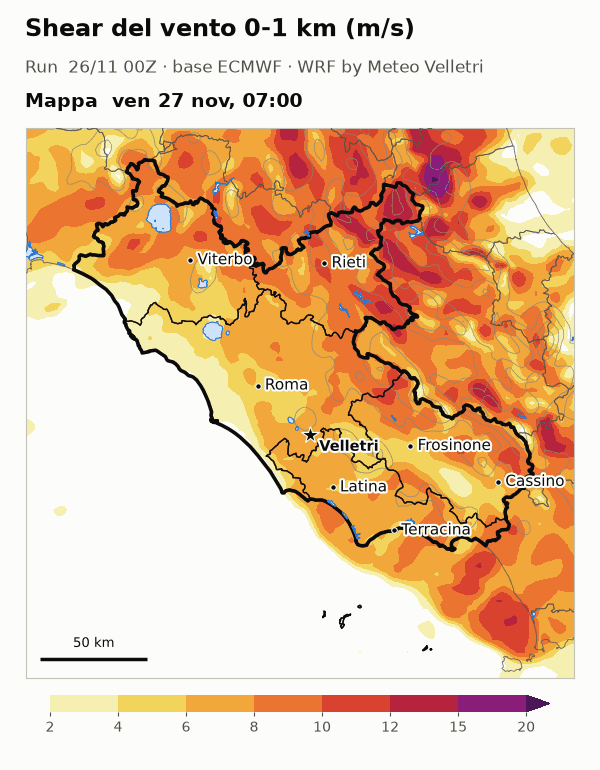 Shear del vento 0-1 km (m/s)
Run  26/11 00Z · base ECMWF · WRF by Meteo Velletri
Mappa  ven 27 nov, 07:00
Viterbo
Rieti
Roma
Velletri
Frosinone
Cassino
Latina
Terracina
50 km
2 4 6 8 10 12 15 20